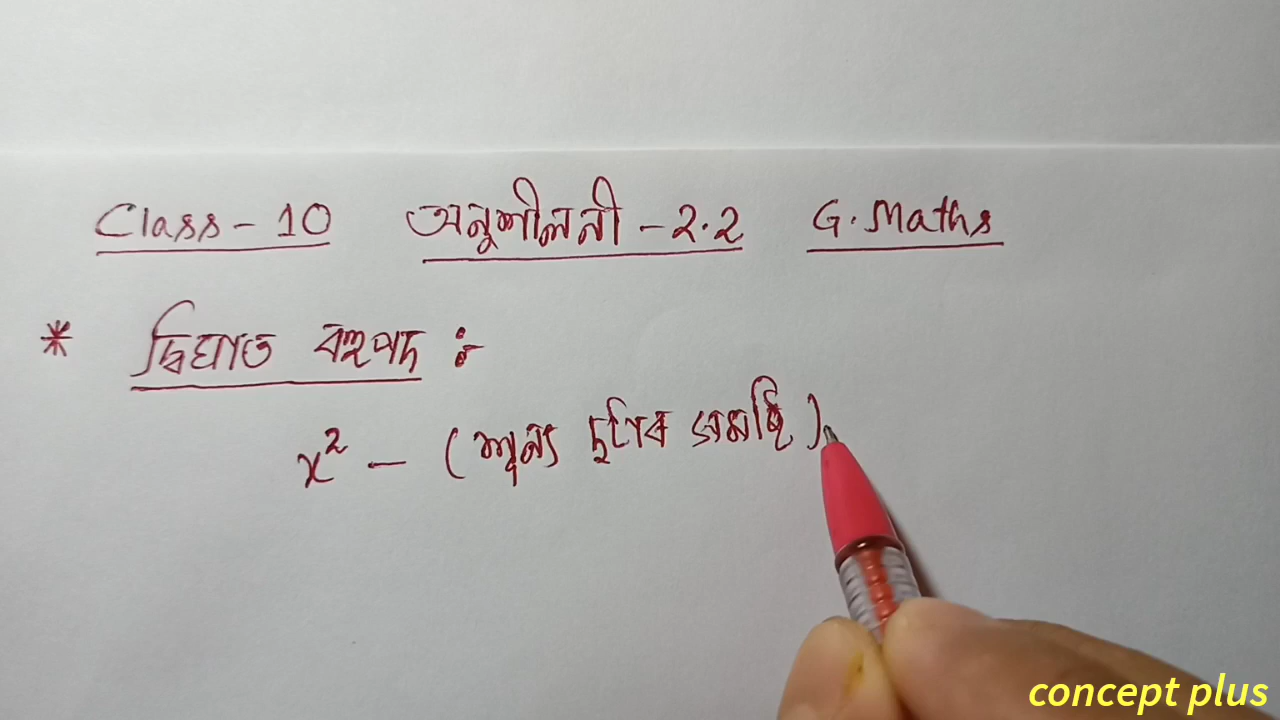 Class - 10 অনুশীলনী - 2.2 G. Maths
* দ্বিঘাত বহুপদ :-
x² - (শূন্য দুটাৰ সমষ্টি)
concept plus